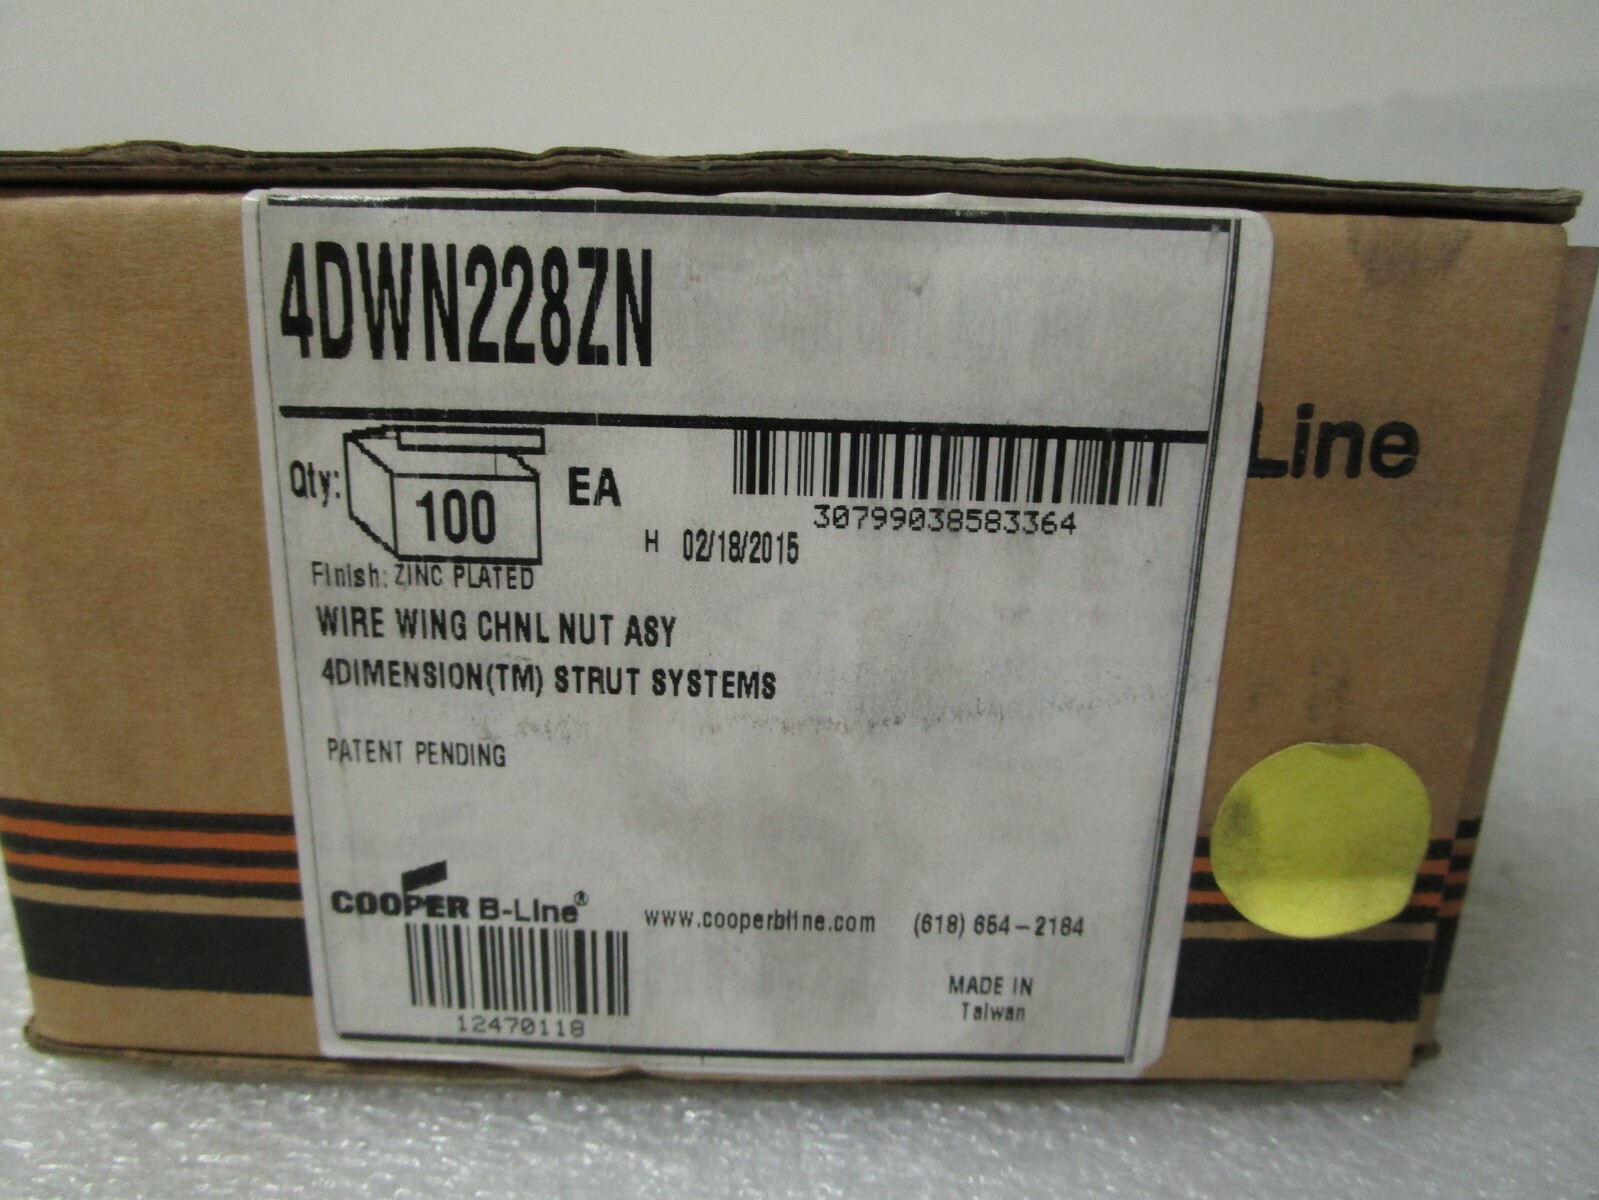 4DWN228ZN
Qty: 100 EA
30799038583364
H 02/18/2015
Finish: ZINC PLATED
WIRE WING CHNL NUT ASY
4DIMENSION(TM) STRUT SYSTEMS
PATENT PENDING
COOPER B-Line® www.cooperbline.com (618) 654-2184
12470118
MADE IN
Taiwan
Line